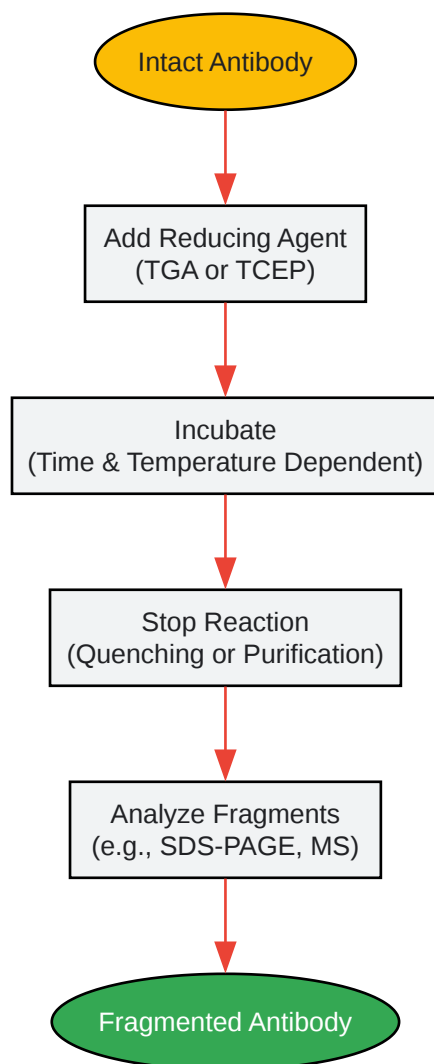 Intact Antibody
Add Reducing Agent
(TGA or TCEP)
Incubate
(Time & Temperature Dependent)
Stop Reaction
(Quenching or Purification)
Analyze Fragments
(e.g., SDS-PAGE, MS)
Fragmented Antibody